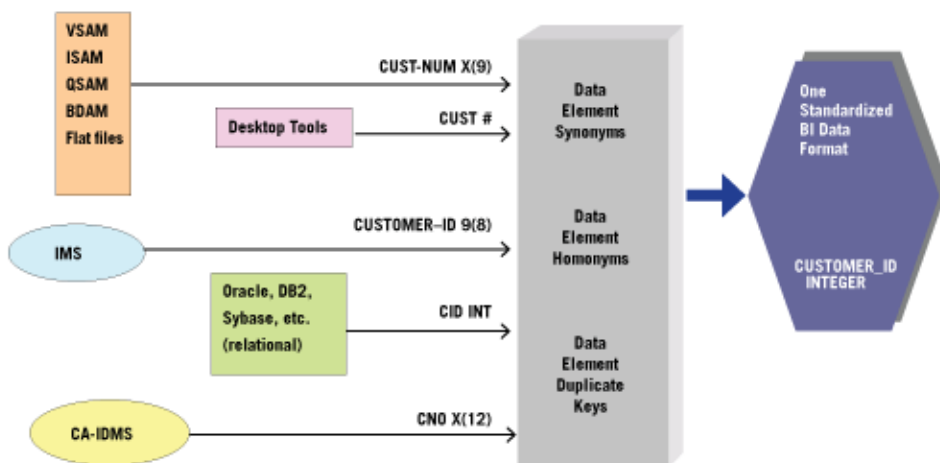 VSAM
ISAM
QSAM
BDAM
Flat files
CUST-NUM X(9)
Desktop Tools
CUST #
IMS
CUSTOMER–ID 9(8)
Oracle, DB2,
Sybase, etc.
(relational)
CID INT
CA-IDMS
CNO X(12)
Data
Element
Synonyms
Data
Element
Homonyms
Data
Element
Duplicate
Keys
One
Standardized
BI Data
Format
CUSTOMER_ID
INTEGER